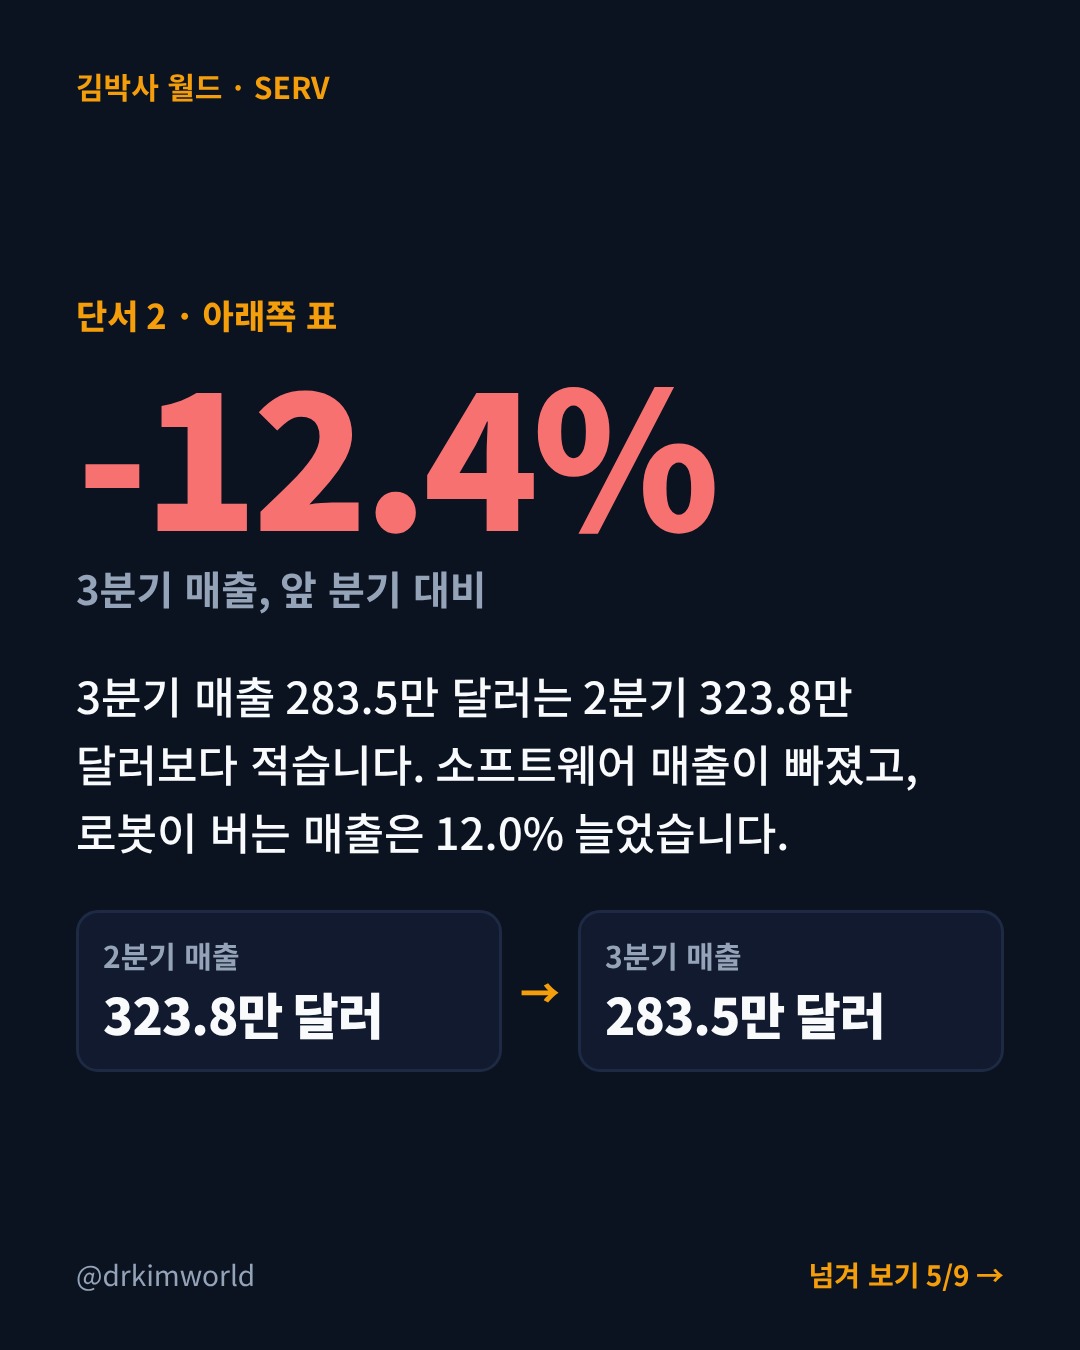 김박사 월드 · SERV
단서 2 · 아래쪽 표
-12.4%
3분기 매출, 앞 분기 대비
3분기 매출 283.5만 달러는 2분기 323.8만
달러보다 적습니다. 소프트웨어 매출이 빠졌고,
로봇이 버는 매출은 12.0% 늘었습니다.
2분기 매출
323.8만 달러
→
3분기 매출
283.5만 달러
@drkimworld
넘겨 보기 5/9 →